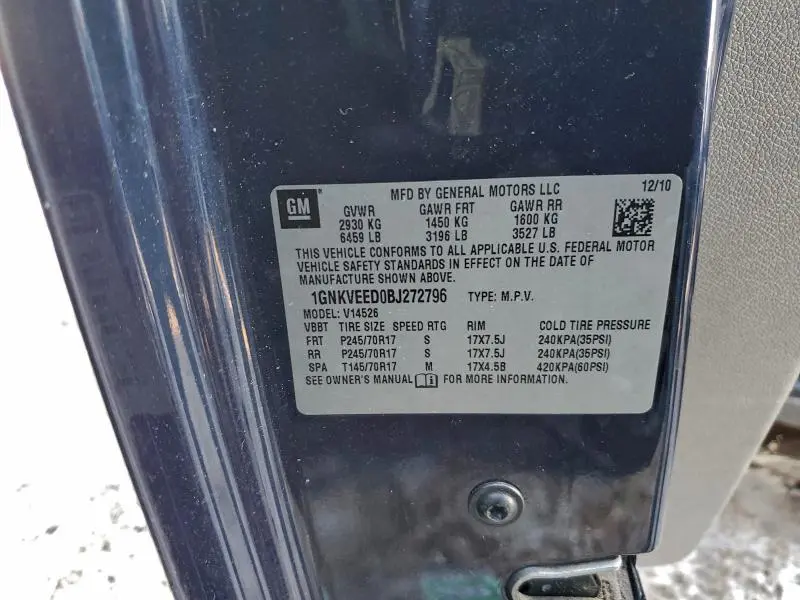 GM
MFD BY GENERAL MOTORS LLC 12/10
GVWR GAWR FRT GAWR RR
2930 KG 1450 KG 1600 KG
6459 LB 3196 LB 3527 LB
THIS VEHICLE CONFORMS TO ALL APPLICABLE U.S. FEDERAL MOTOR
VEHICLE SAFETY STANDARDS IN EFFECT ON THE DATE OF
MANUFACTURE SHOWN ABOVE.
1GNKVEED0BJ272796 TYPE: M.P.V.
MODEL: V14526
VBBT TIRE SIZE SPEED RTG RIM COLD TIRE PRESSURE
FRT P245/70R17 S 17X7.5J 240KPA(35PSI)
RR P245/70R17 S 17X7.5J 240KPA(35PSI)
SPA T145/70R17 M 17X4.5B 420KPA(60PSI)
SEE OWNER'S MANUAL FOR MORE INFORMATION.